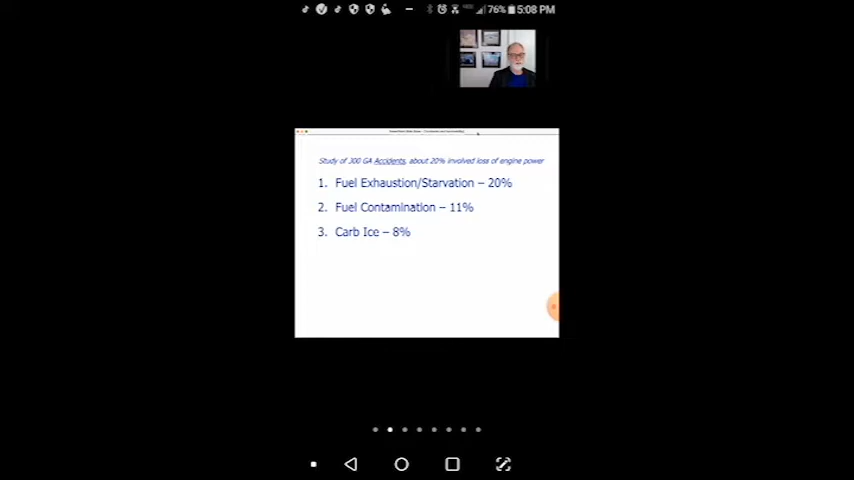 76% 5:08 PM
Study of 300 GA Accidents, about 20% involved loss of engine power
1. Fuel Exhaustion/Starvation – 20%
2. Fuel Contamination – 11%
3. Carb Ice – 8%